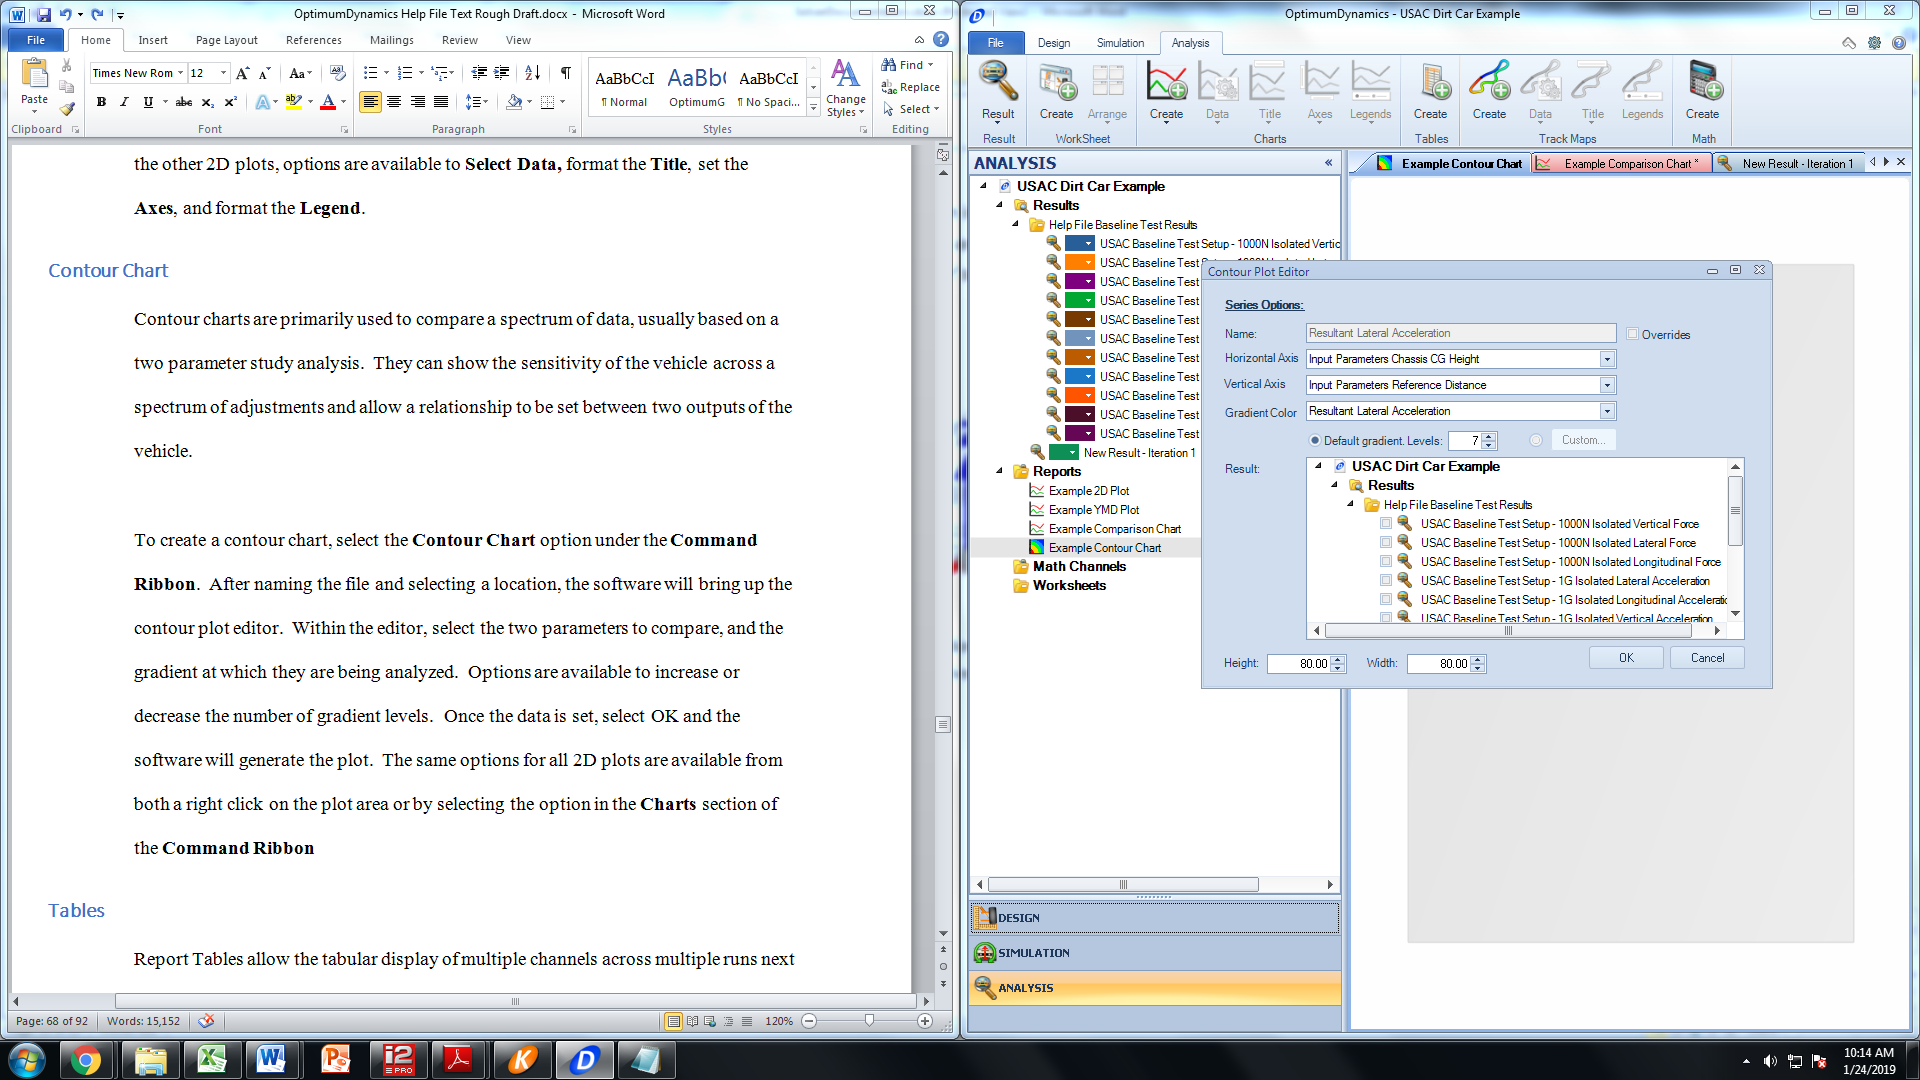 OptimumDynamics Help File Text Rough Draft.docx - Microsoft Word
File Home Insert Page Layout References Mailings Review View
Paste
Times New Rom 12
AaBbCcI AaBb AaBbCcI
¶ Normal OptimumG ¶ No Spaci...
Change Styles
Find
Replace
Select
Clipboard Font Paragraph Styles Editing
the other 2D plots, options are available to Select Data, format the Title, set the
Axes, and format the Legend.
Contour Chart
Contour charts are primarily used to compare a spectrum of data, usually based on a
two parameter study analysis.  They can show the sensitivity of the vehicle across a
spectrum of adjustments and allow a relationship to be set between two outputs of the
vehicle.
To create a contour chart, select the Contour Chart option under the Command
Ribbon.  After naming the file and selecting a location, the software will bring up the
contour plot editor.  Within the editor, select the two parameters to compare, and the
gradient at which they are being analyzed.  Options are available to increase or
decrease the number of gradient levels.  Once the data is set, select OK and the
software will generate the plot.  The same options for all 2D plots are available from
both a right click on the plot area or by selecting the option in the Charts section of
the Command Ribbon
Tables
Report Tables allow the tabular display of multiple channels across multiple runs next
Page: 68 of 92 Words: 15,152 120%
OptimumDynamics - USAC Dirt Car Example
File Design Simulation Analysis
Result Create Arrange Create Data Title Axes Legends Create Create Data Title Legends Create
Result WorkSheet Charts Tables Track Maps Math
ANALYSIS «
USAC Dirt Car Example
Results
Help File Baseline Test Results
USAC Baseline Test Setup - 1000N Isolated Vertic
USAC Baseline Test
USAC Baseline Test
USAC Baseline Test
USAC Baseline Test
USAC Baseline Test
USAC Baseline Test
USAC Baseline Test
USAC Baseline Test
USAC Baseline Test
USAC Baseline Test
New Result - Iteration 1
Reports
Example 2D Plot
Example YMD Plot
Example Comparison Chart
Example Contour Chart
Math Channels
Worksheets
DESIGN
SIMULATION
ANALYSIS
Example Contour Chart Example Comparison Chart * New Result - Iteration 1
Contour Plot Editor
Series Options:
Name: Resultant Lateral Acceleration Overrides
Horizontal Axis Input Parameters Chassis CG Height
Vertical Axis Input Parameters Reference Distance
Gradient Color Resultant Lateral Acceleration
Default gradient. Levels: 7 Custom...
Result:
USAC Dirt Car Example
Results
Help File Baseline Test Results
USAC Baseline Test Setup - 1000N Isolated Vertical Force
USAC Baseline Test Setup - 1000N Isolated Lateral Force
USAC Baseline Test Setup - 1000N Isolated Longitudinal Force
USAC Baseline Test Setup - 1G Isolated Lateral Acceleration
USAC Baseline Test Setup - 1G Isolated Longitudinal Acceleratio
USAC Baseline Test Setup - 1G Isolated Vertical Acceleration
Height: 80.00 Width: 80.00 OK Cancel
10:14 AM
1/24/2019